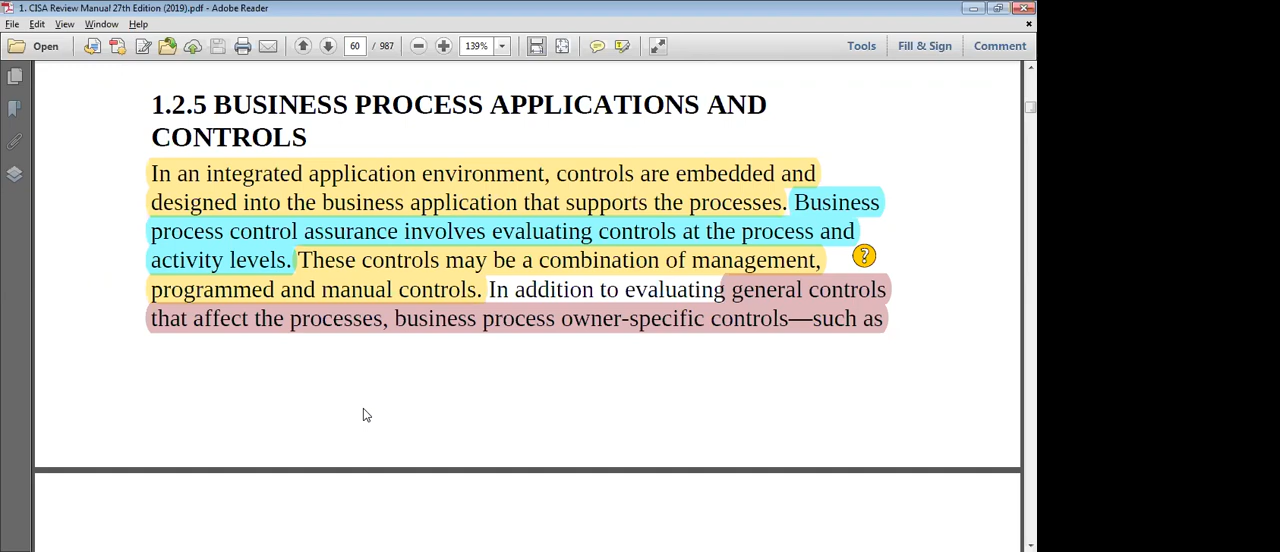 1. CISA Review Manual 27th Edition (2019).pdf - Adobe Reader
File Edit View Window Help
Open 60 / 987 139% Tools Fill & Sign Comment
1.2.5 BUSINESS PROCESS APPLICATIONS AND
CONTROLS
In an integrated application environment, controls are embedded and
designed into the business application that supports the processes. Business
process control assurance involves evaluating controls at the process and
activity levels. These controls may be a combination of management,
programmed and manual controls. In addition to evaluating general controls
that affect the processes, business process owner-specific controls—such as